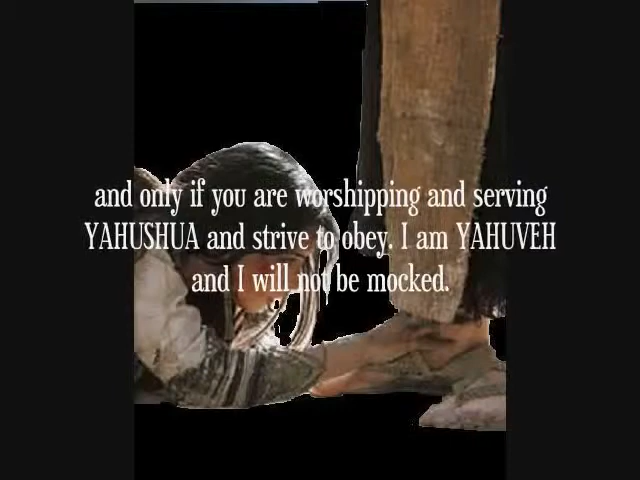 and only if you are worshipping and serving
YAHUSHUA and strive to obey. I am YAHUVEH
and I will not be mocked.